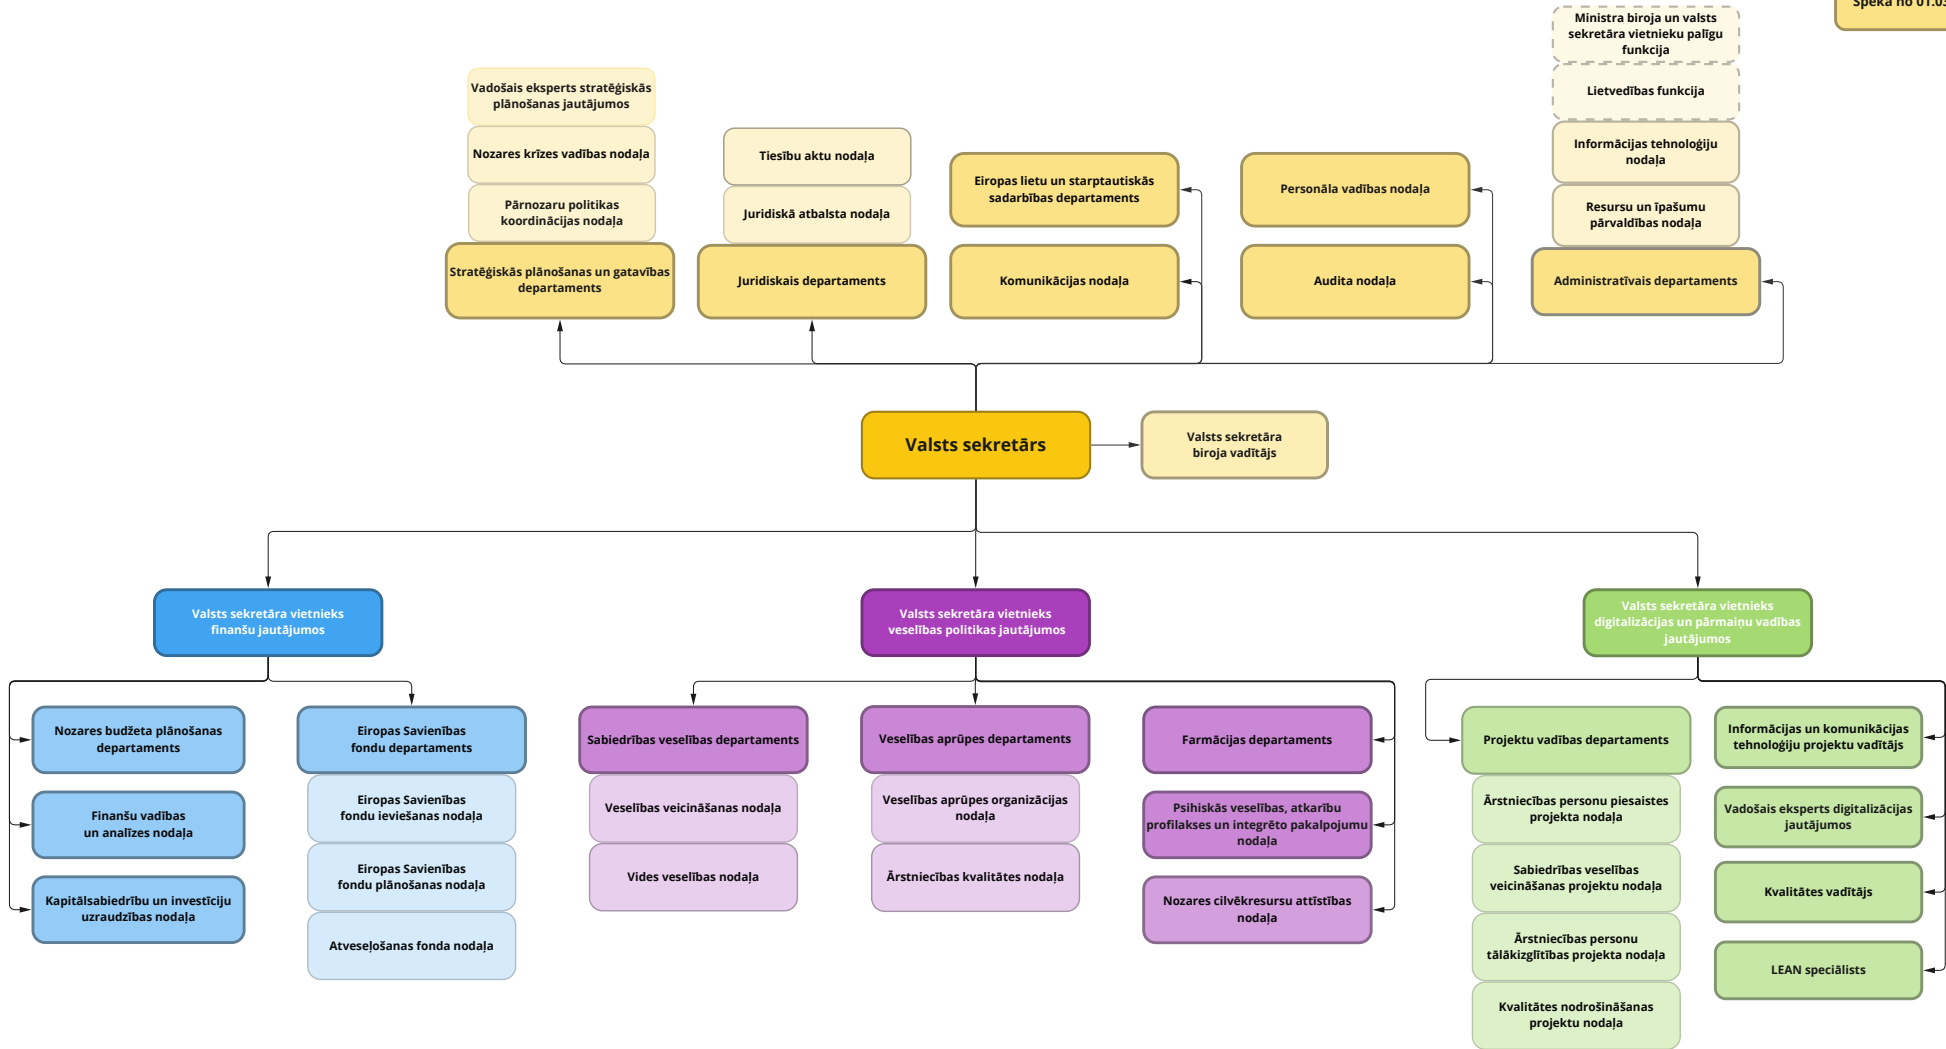 Spēkā no 01.03
Ministra biroja un valsts
sekretāra vietnieku palīgu
funkcija
Lietvedības funkcija
Informācijas tehnoloģiju
nodaļa
Resursu un īpašumu
pārvaldības nodaļa
Administratīvais departaments
Vadošais eksperts stratēģiskās
plānošanas jautājumos
Nozares krīzes vadības nodaļa
Pārnozaru politikas
koordinācijas nodaļa
Stratēģiskās plānošanas un gatavības
departaments
Tiesību aktu nodaļa
Juridiskā atbalsta nodaļa
Juridiskais departaments
Eiropas lietu un starptautiskās
sadarbības departaments
Komunikācijas nodaļa
Personāla vadības nodaļa
Audita nodaļa
Valsts sekretārs
Valsts sekretāra
biroja vadītājs
Valsts sekretāra vietnieks
finanšu jautājumos
Valsts sekretāra vietnieks
veselības politikas jautājumos
Valsts sekretāra vietnieks
digitalizācijas un pārmaiņu vadības
jautājumos
Nozares budžeta plānošanas
departaments
Finanšu vadības
un analīzes nodaļa
Kapitālsabiedrību un investīciju
uzraudzības nodaļa
Eiropas Savienības
fondu departaments
Eiropas Savienības
fondu ieviešanas nodaļa
Eiropas Savienības
fondu plānošanas nodaļa
Atveseļošanas fonda nodaļa
Sabiedrības veselības departaments
Veselības veicināšanas nodaļa
Vides veselības nodaļa
Veselības aprūpes departaments
Veselības aprūpes organizācijas
nodaļa
Ārstniecības kvalitātes nodaļa
Farmācijas departaments
Psihiskās veselības, atkarību
profilakses un integrēto pakalpojumu
nodaļa
Nozares cilvēkresursu attīstības
nodaļa
Projektu vadības departaments
Ārstniecības personu piesaistes
projekta nodaļa
Sabiedrības veselības
veicināšanas projektu nodaļa
Ārstniecības personu
tālākizglītības projekta nodaļa
Kvalitātes nodrošināšanas
projektu nodaļa
Informācijas un komunikācijas
tehnoloģiju projektu vadītājs
Vadošais eksperts digitalizācijas
jautājumos
Kvalitātes vadītājs
LEAN speciālists